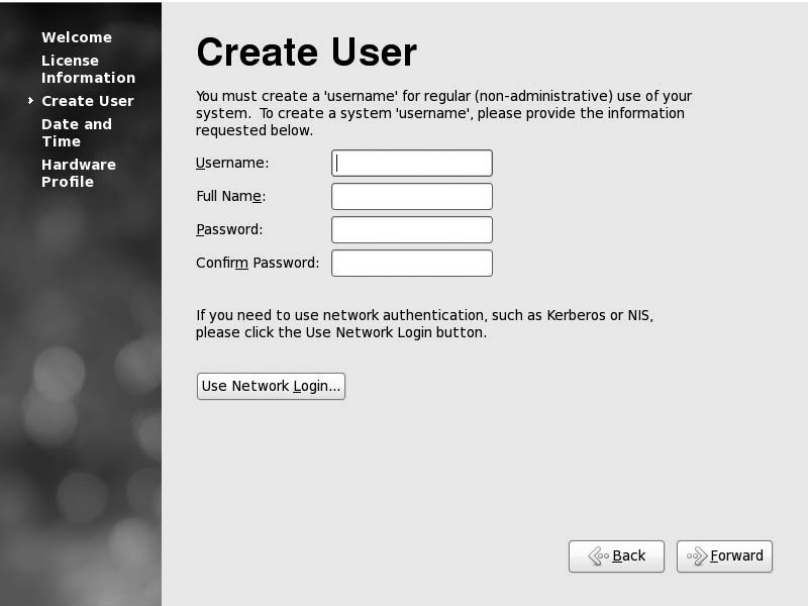 Welcome
License
Information
Create User
Date and
Time
Hardware
Profile
Create User
You must create a 'username' for regular (non-administrative) use of your
system.  To create a system 'username', please provide the information
requested below.
Username:
Full Name:
Password:
Confirm Password:
If you need to use network authentication, such as Kerberos or NIS,
please click the Use Network Login button.
Use Network Login...
Back
Forward